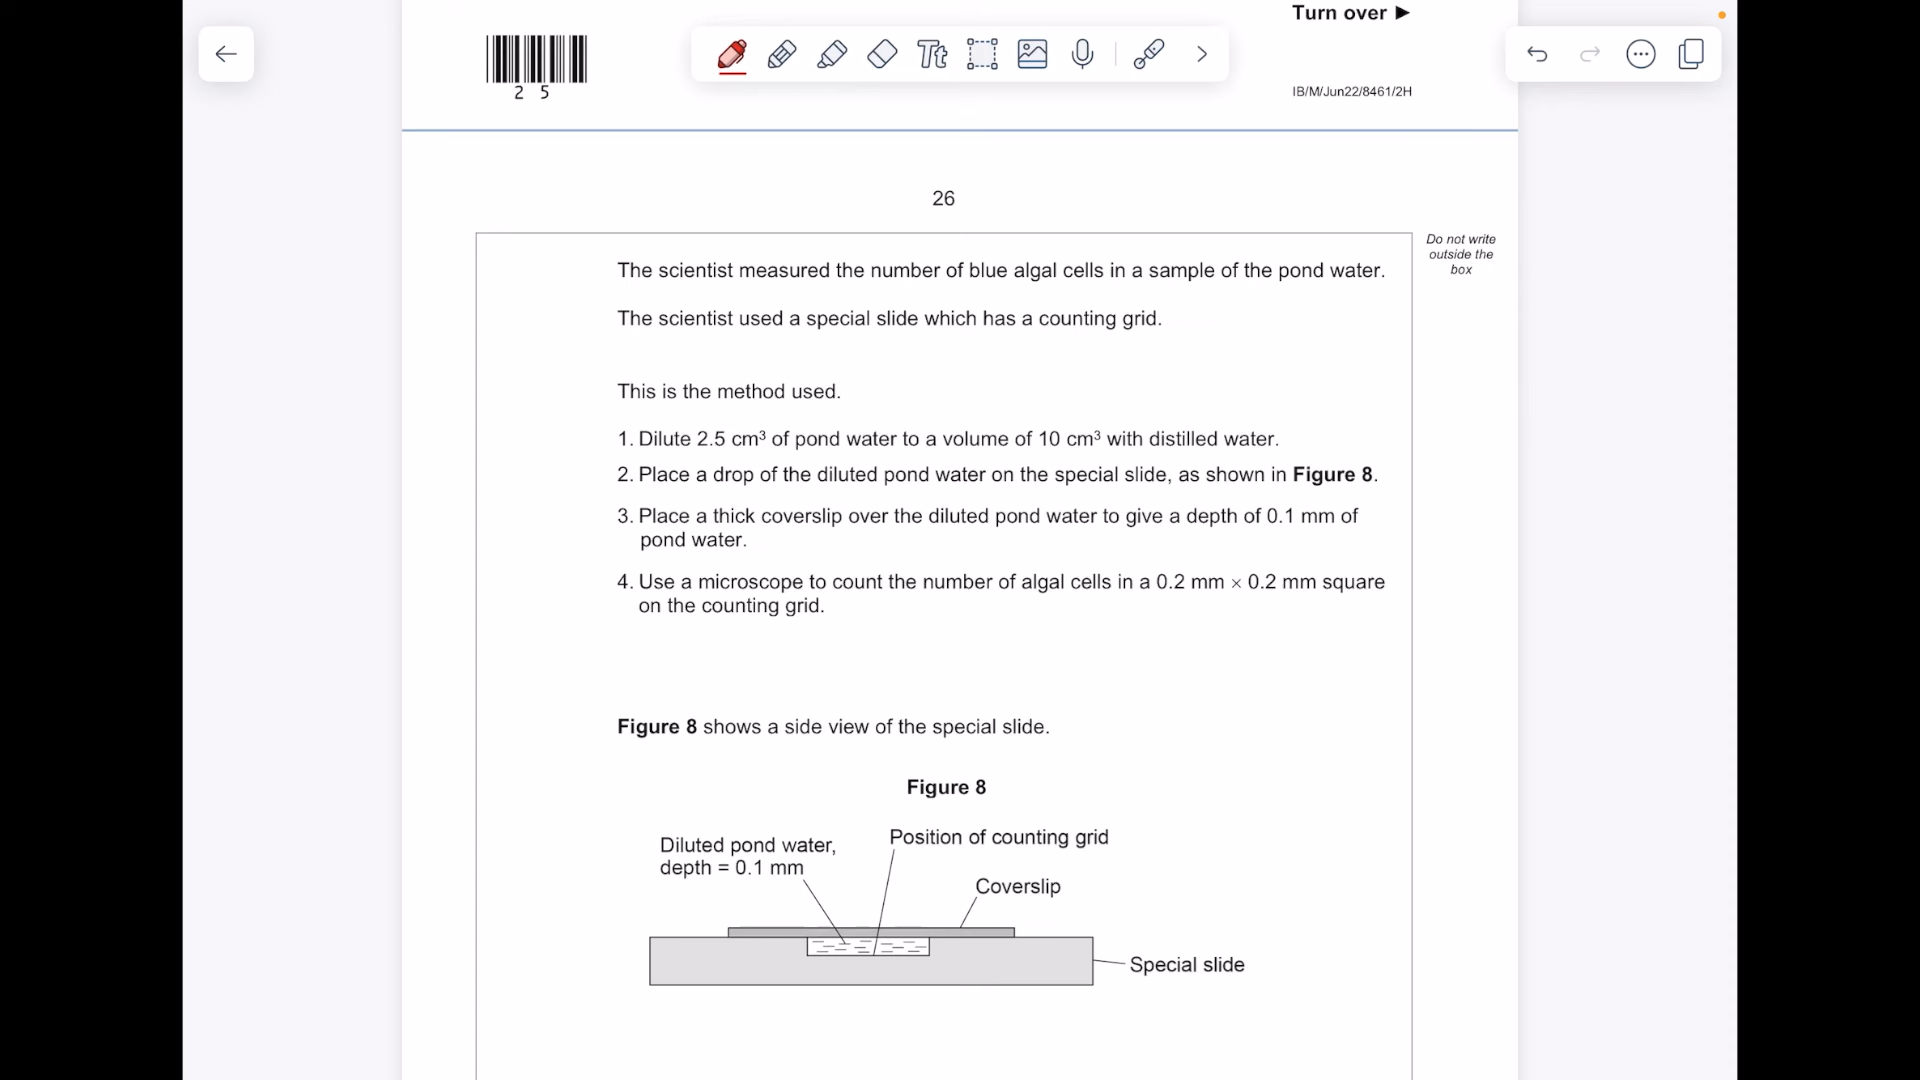 Turn over ►
2 5
Tt
IB/M/Jun22/8461/2H
26
Do not write
outside the
box
The scientist measured the number of blue algal cells in a sample of the pond water.
The scientist used a special slide which has a counting grid.
This is the method used.
1. Dilute 2.5 cm³ of pond water to a volume of 10 cm³ with distilled water.
2. Place a drop of the diluted pond water on the special slide, as shown in Figure 8.
3. Place a thick coverslip over the diluted pond water to give a depth of 0.1 mm of
pond water.
4. Use a microscope to count the number of algal cells in a 0.2 mm × 0.2 mm square
on the counting grid.
Figure 8 shows a side view of the special slide.
Figure 8
Diluted pond water,
depth = 0.1 mm
Position of counting grid
Coverslip
Special slide